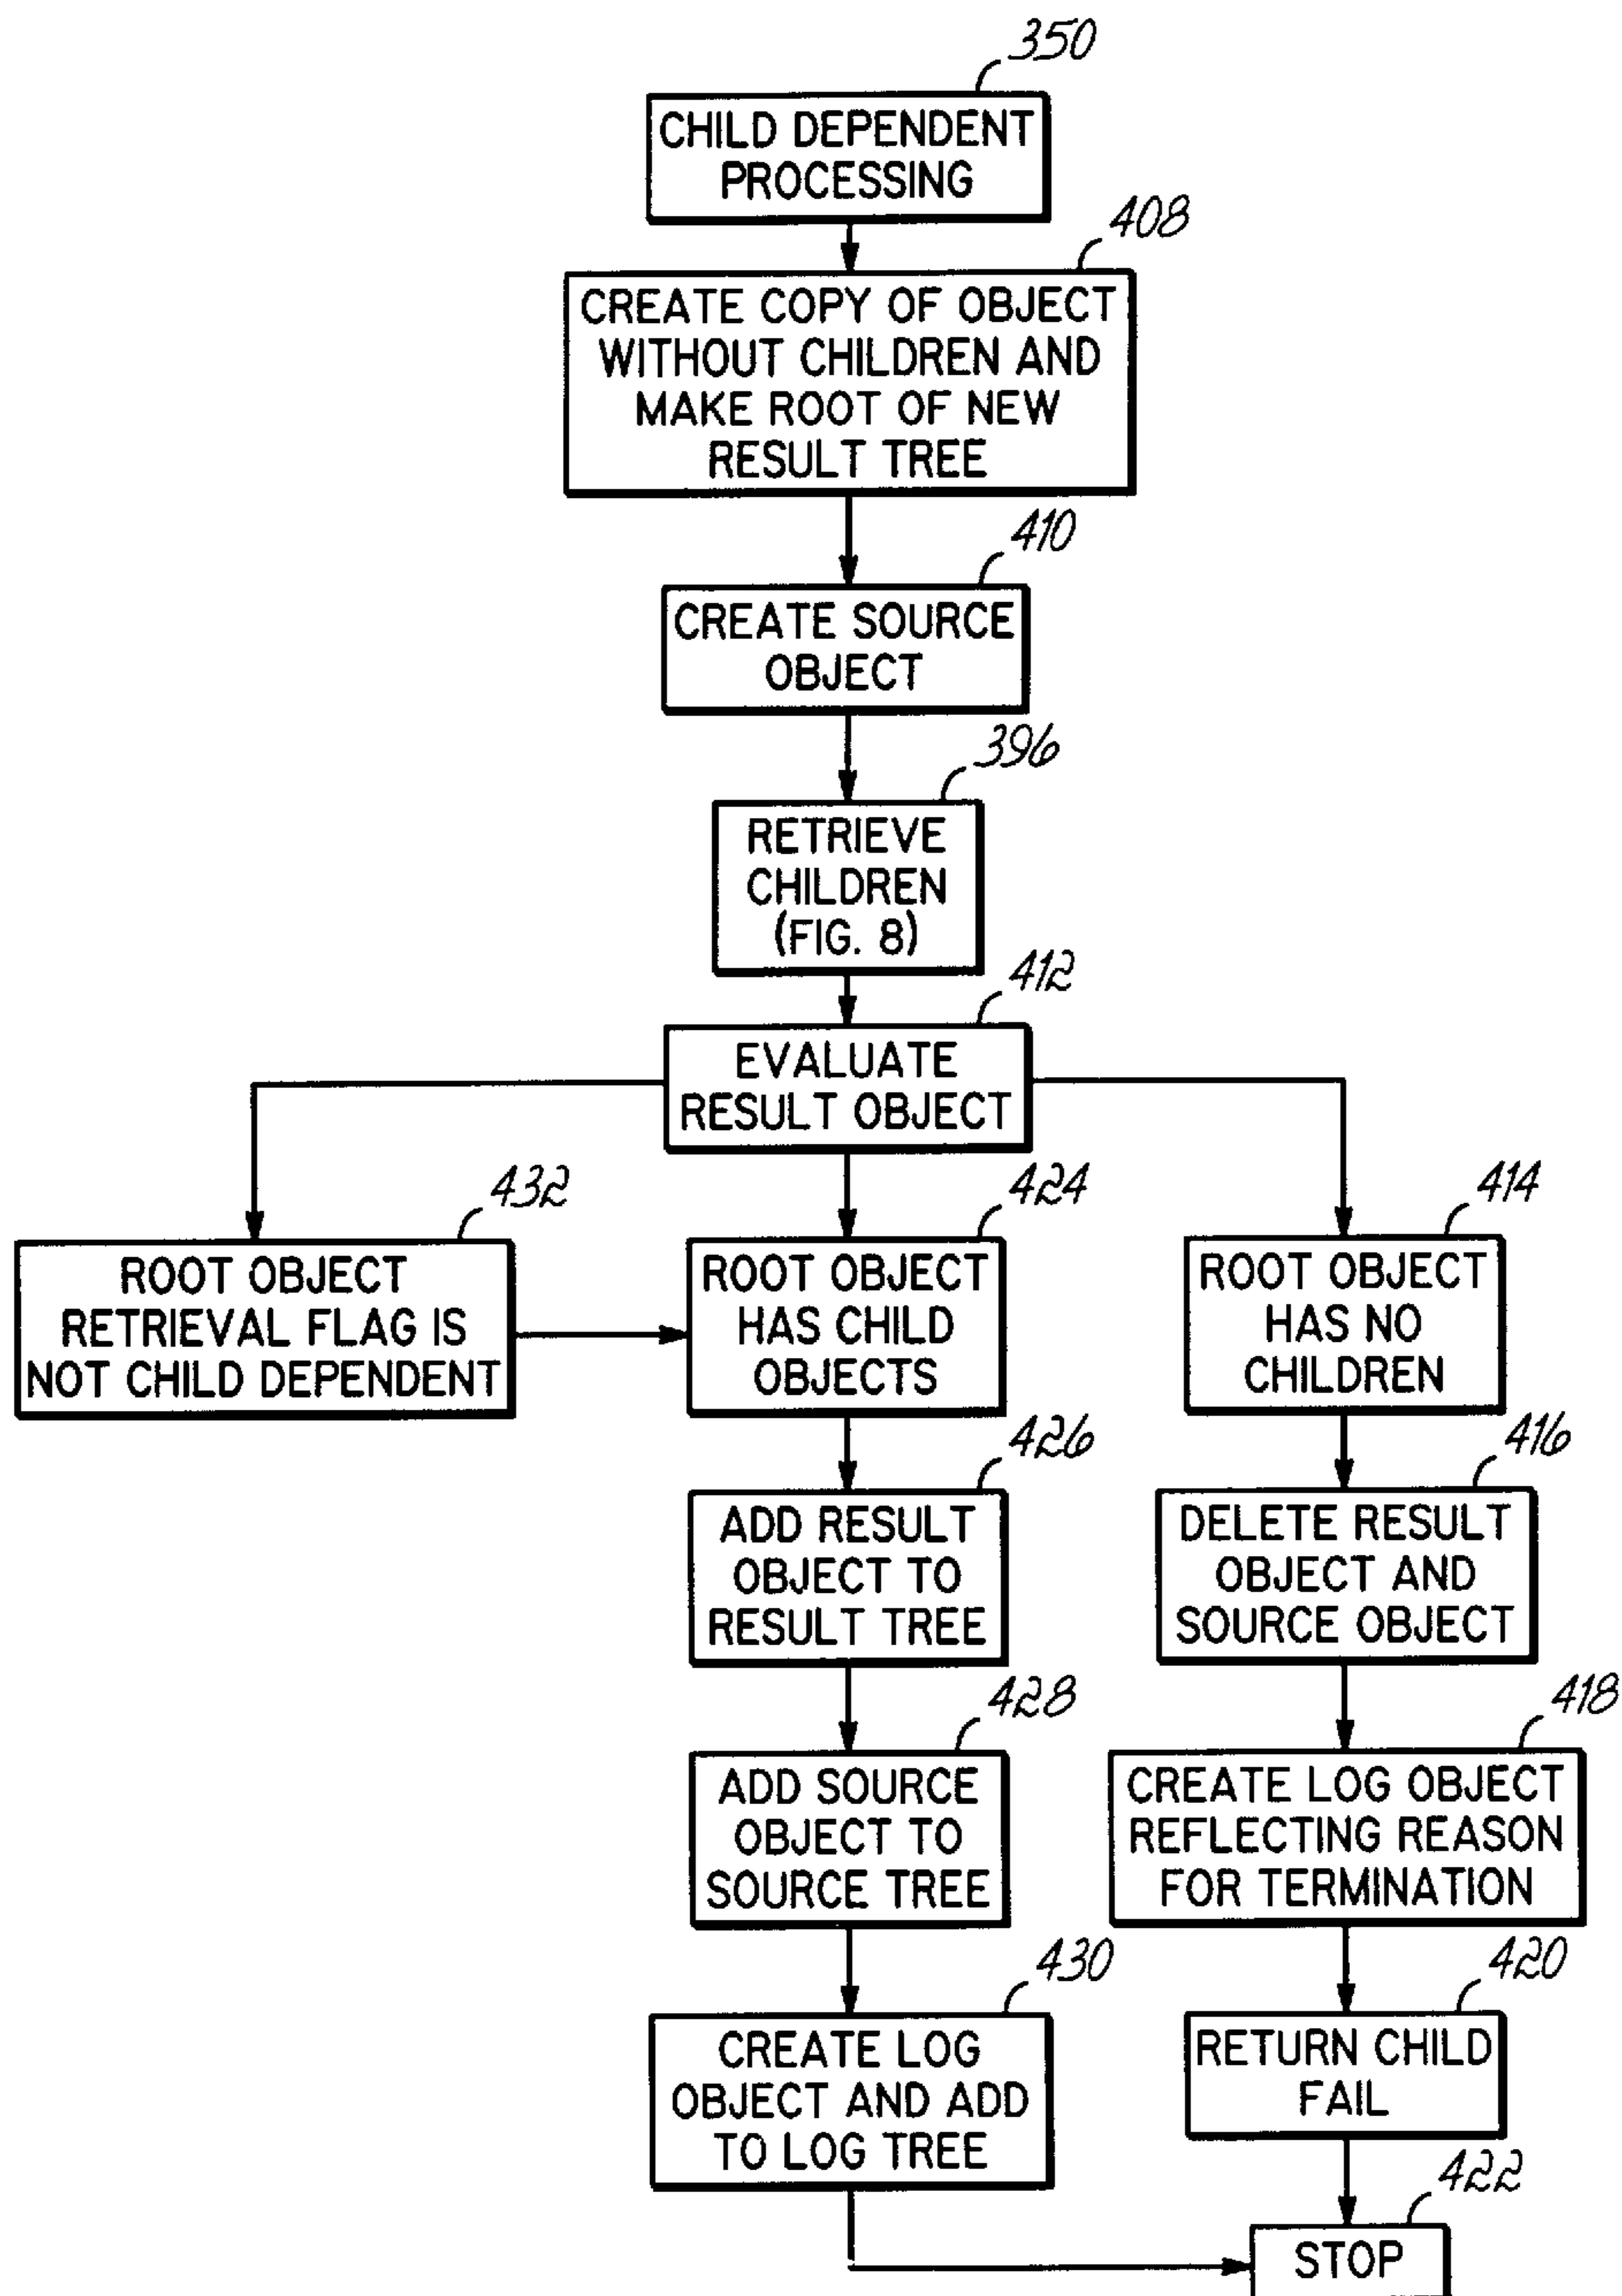 350
CHILD DEPENDENT
PROCESSING
408
CREATE COPY OF OBJECT
WITHOUT CHILDREN AND
MAKE ROOT OF NEW
RESULT TREE
410
CREATE SOURCE
OBJECT
396
RETRIEVE
CHILDREN
(FIG. 8)
412
EVALUATE
RESULT OBJECT
432
ROOT OBJECT
RETRIEVAL FLAG IS
NOT CHILD DEPENDENT
424
ROOT OBJECT
HAS CHILD
OBJECTS
414
ROOT OBJECT
HAS NO
CHILDREN
426
ADD RESULT
OBJECT TO
RESULT TREE
416
DELETE RESULT
OBJECT AND
SOURCE OBJECT
428
ADD SOURCE
OBJECT TO
SOURCE TREE
418
CREATE LOG OBJECT
REFLECTING REASON
FOR TERMINATION
430
CREATE LOG
OBJECT AND ADD
TO LOG TREE
420
RETURN CHILD
FAIL
422
STOP